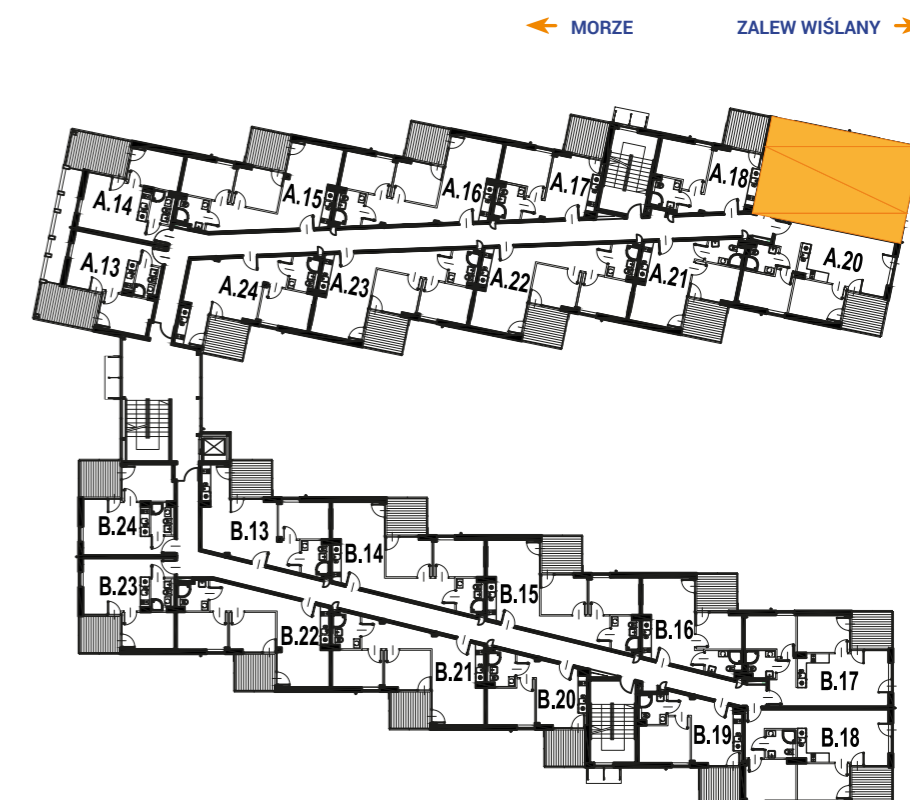 MORZE
ZALEW WIŚLANY
A.18
A.17
A.16
A.15
A.14
A.13
A.24
A.23
A.22
A.21
A.20
B.24
B.13
B.14
B.15
B.16
B.17
B.23
B.22
B.21
B.20
B.19
B.18